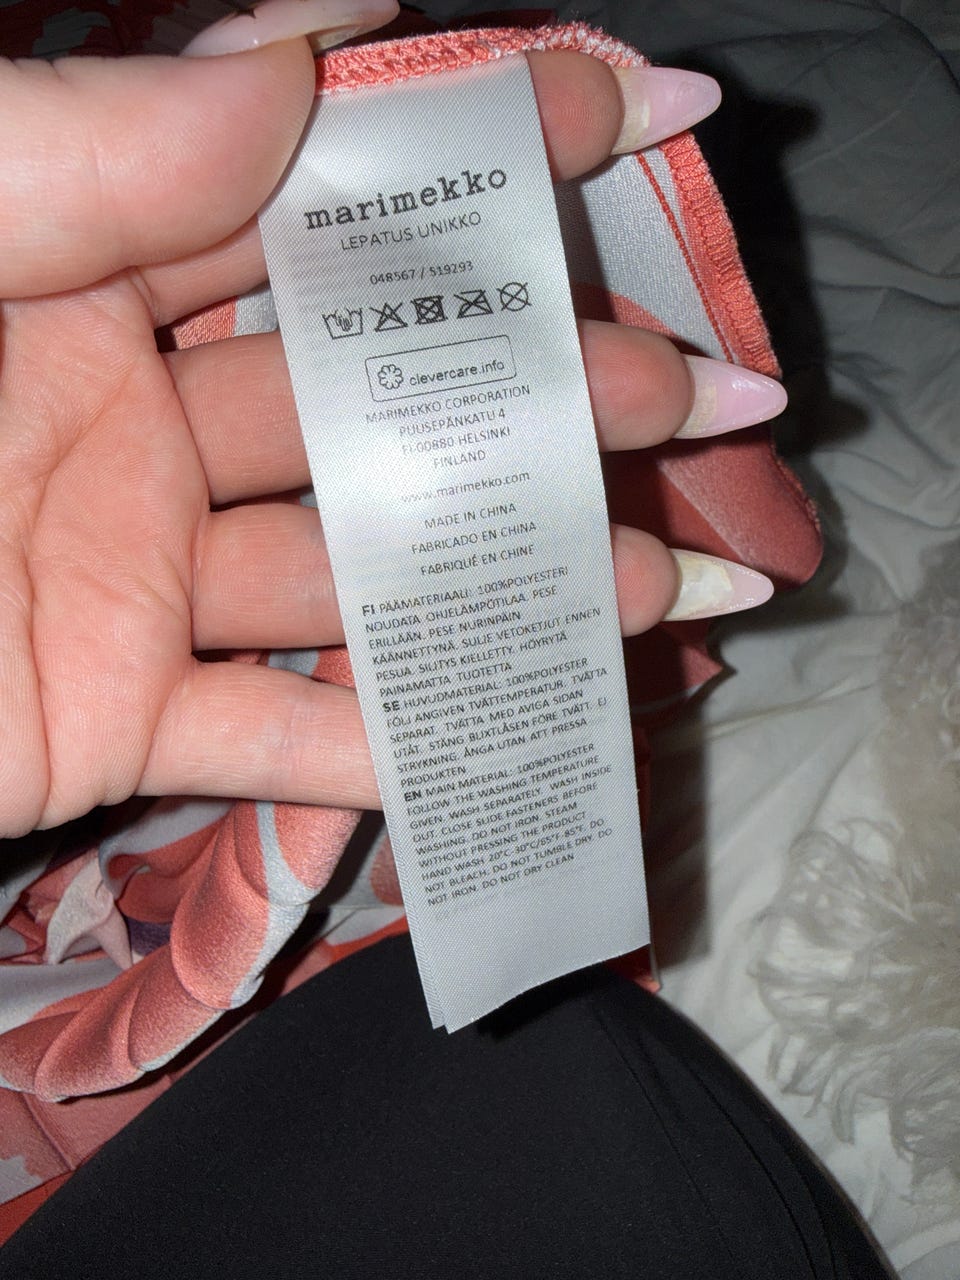 marimekko
LEPATUS UNIKKO
048567 / 519293
clevercare.info
MARIMEKKO CORPORATION
PUUSEPÄNKATU 4
FI-00880 HELSINKI
FINLAND
www.marimekko.com
MADE IN CHINA
FABRICADO EN CHINA
FABRIQUÉ EN CHINE
FI PÄÄMATERIAALI: 100%POLYESTERI
NOUDATA OHJELÄMPÖTILAA. PESE
ERILLÄÄN. PESE NURINPÄIN
KÄÄNNETTYNÄ. SULJE VETOKETJUT ENNEN
PESUA. SILITYS KIELLETTY. HÖYRYTÄ
PAINAMATTA TUOTETTA
SE HUVUDMATERIAL: 100%POLYESTER
FÖLJ ANGIVEN TVÄTTEMPERATUR. TVÄTTA
SEPARAT. TVÄTTA MED AVIGA SIDAN
UTÅT. STÄNG BLIXTLÅSEN FÖRE TVÄTT. EJ
STRYKNING. ÅNGA UTAN ATT PRESSA
PRODUKTEN
EN MAIN MATERIAL: 100%POLYESTER
FOLLOW THE WASHING TEMPERATURE
GIVEN. WASH SEPARATELY. WASH INSIDE
OUT. CLOSE SLIDE FASTENERS BEFORE
WASHING. DO NOT IRON. STEAM
WITHOUT PRESSING THE PRODUCT
HAND WASH 20°C-30°C/65°F-85°F. DO
NOT BLEACH. DO NOT TUMBLE DRY. DO
NOT IRON. DO NOT DRY CLEAN